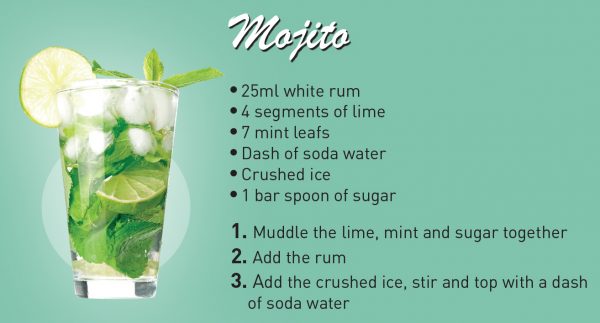 Mojito
• 25ml white rum
• 4 segments of lime
• 7 mint leafs
• Dash of soda water
• Crushed ice
• 1 bar spoon of sugar
1. Muddle the lime, mint and sugar together
2. Add the rum
3. Add the crushed ice, stir and top with a dash
of soda water